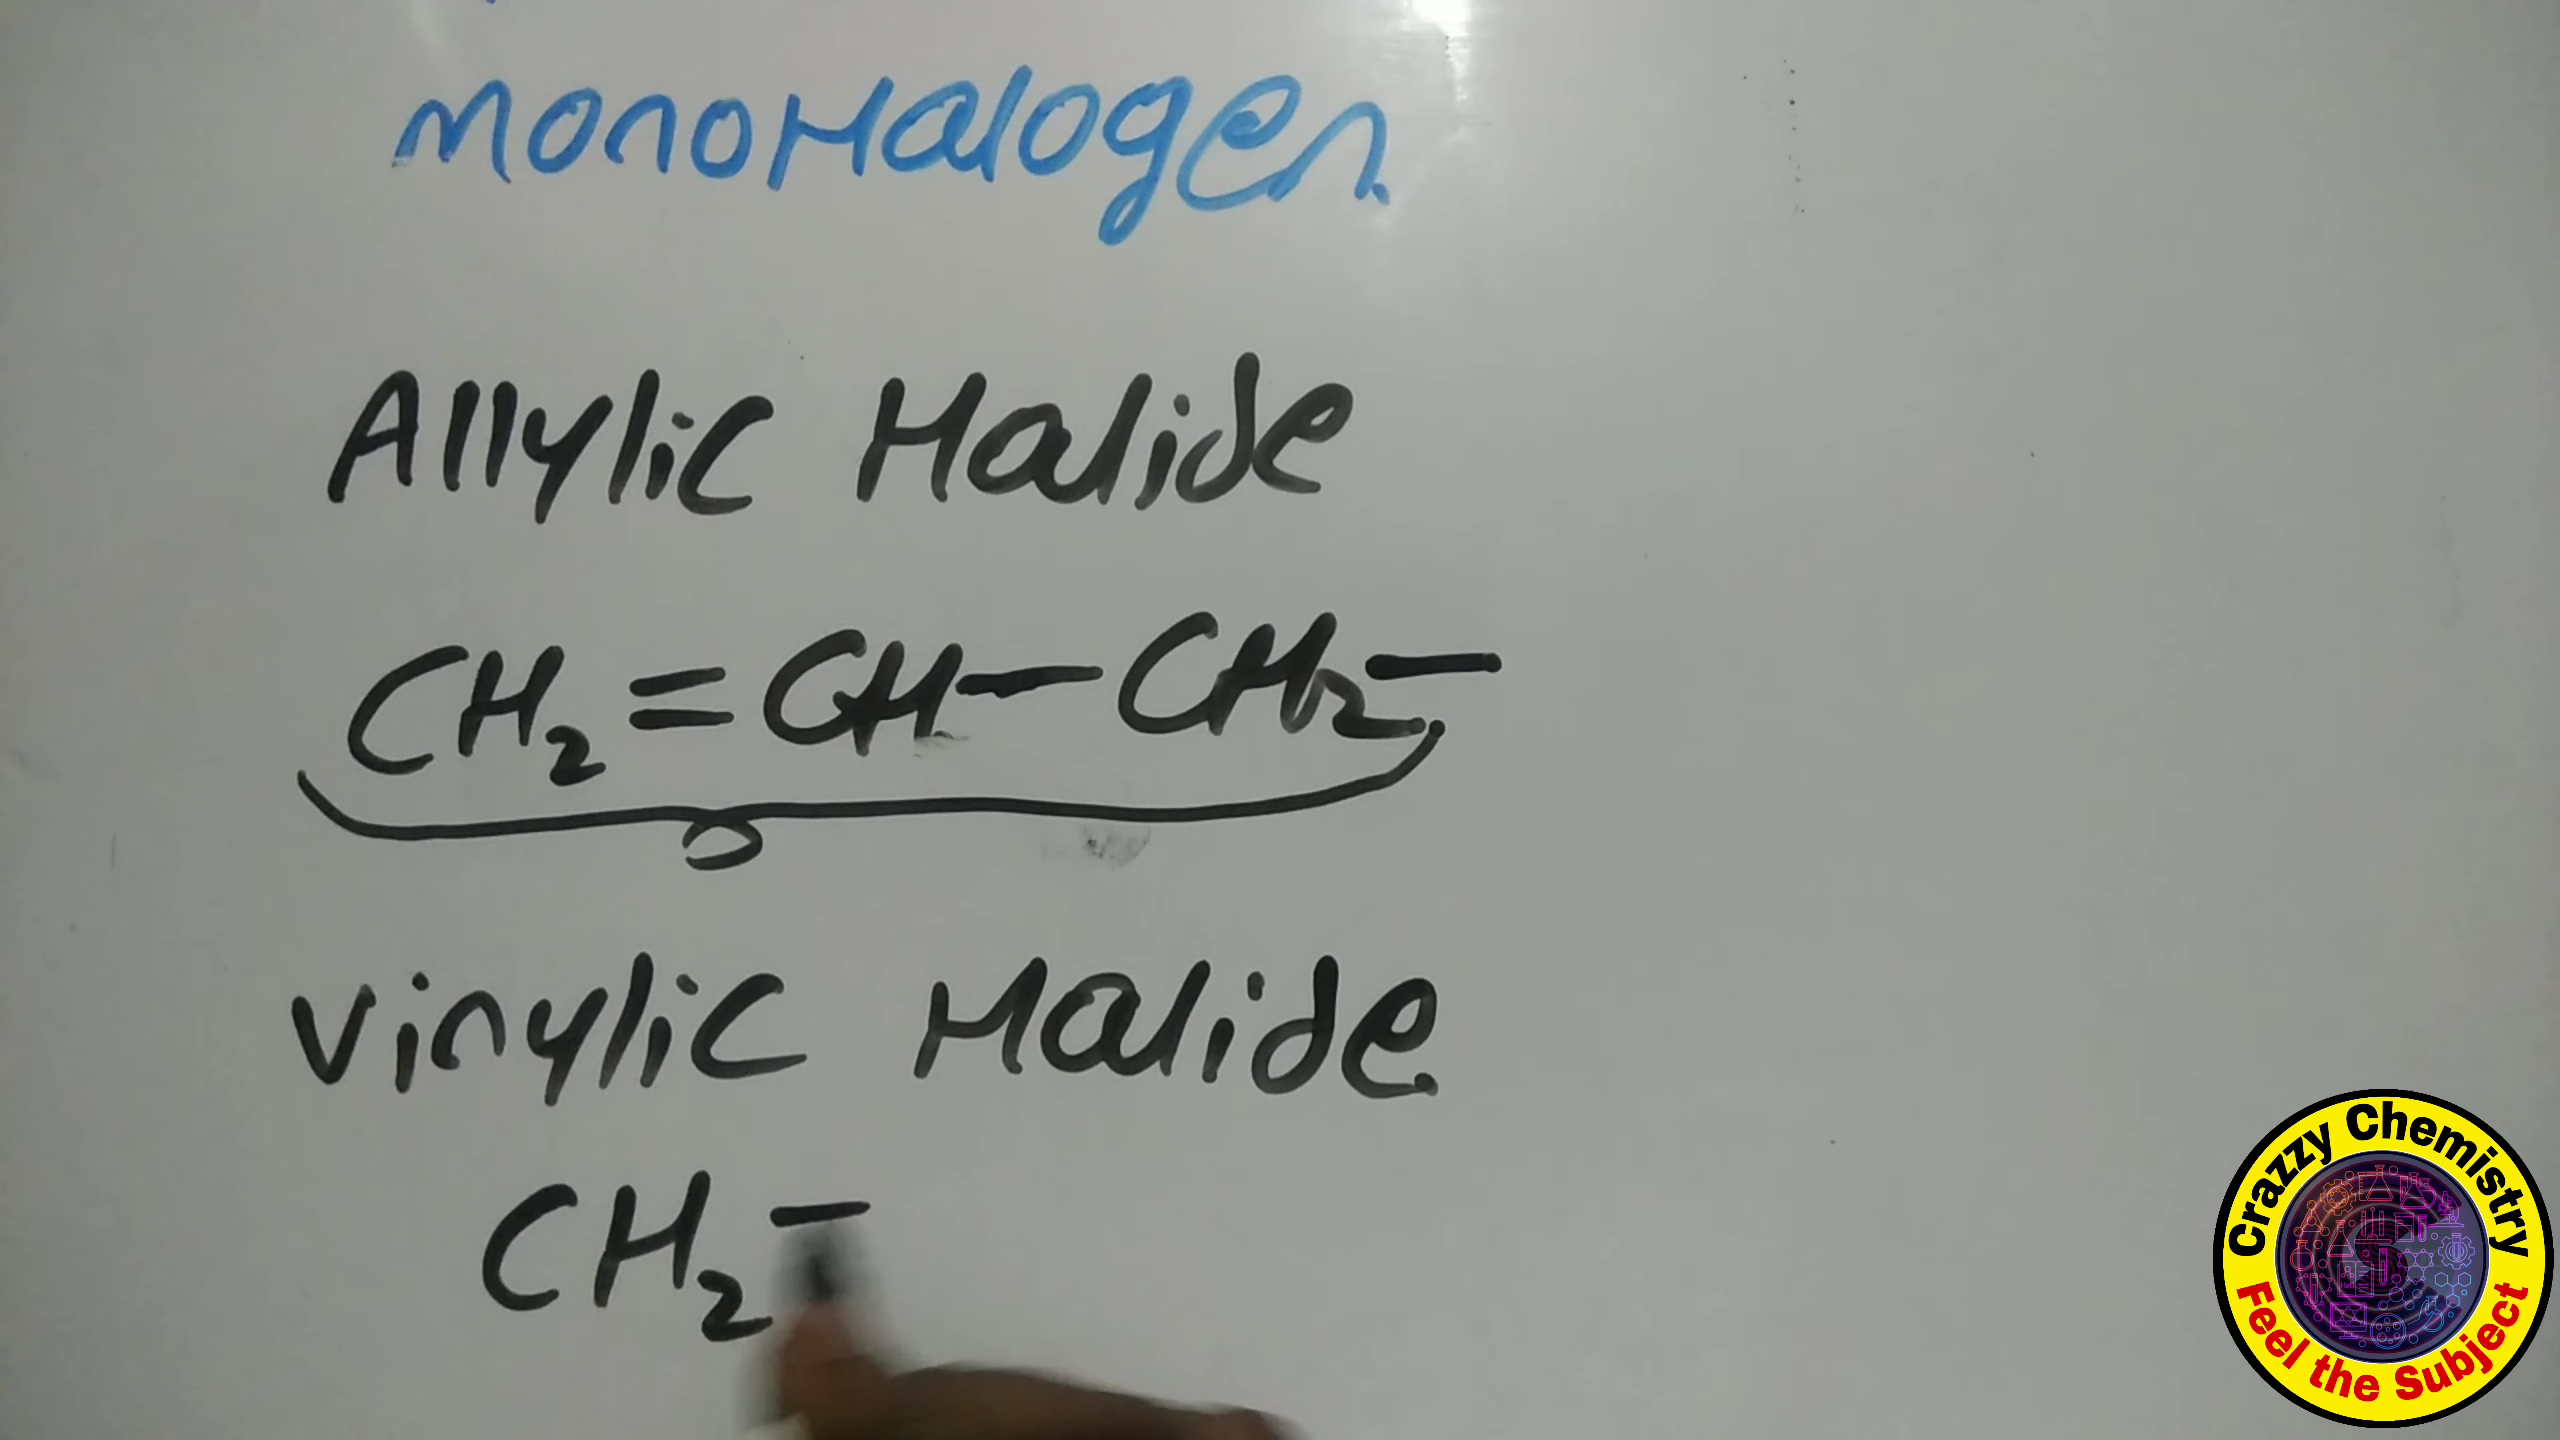 MonoHalogen
Allylic Halide
CH₂=CH-CH₂-
Vinylic Halide
CH₂-
Crazzy Chemistry
Feel the Subject